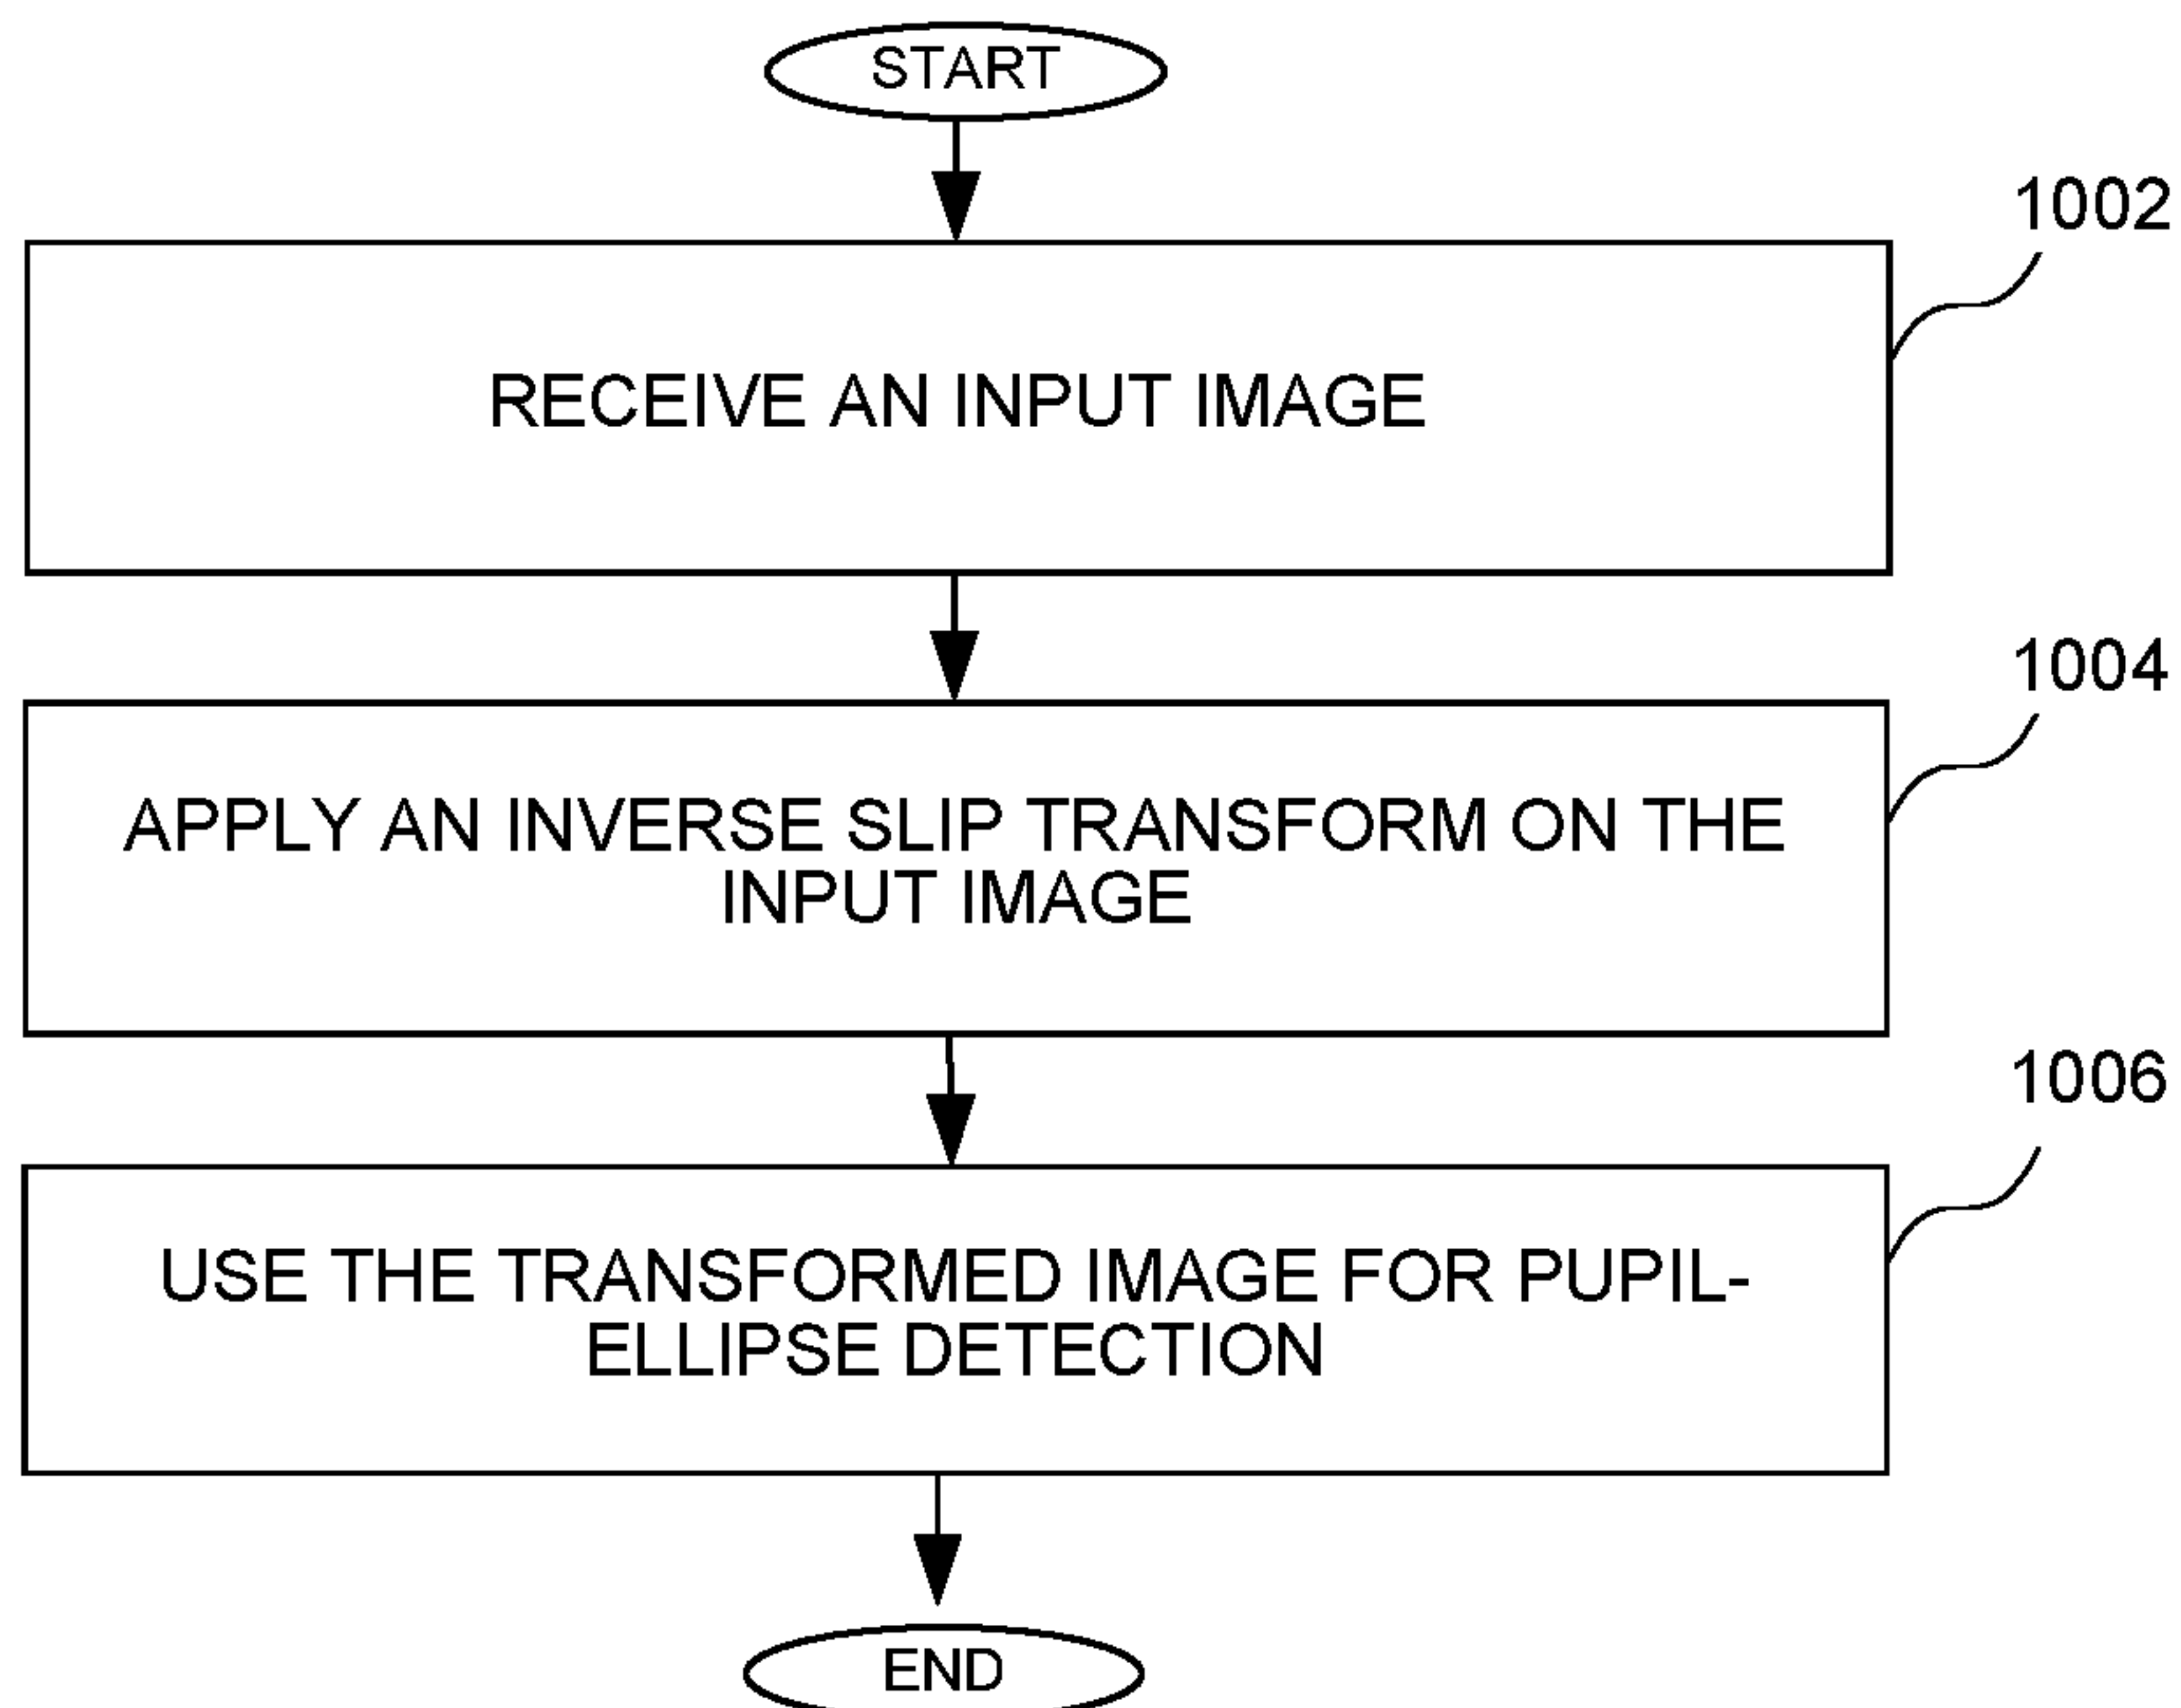 START
1002
RECEIVE AN INPUT IMAGE
1004
APPLY AN INVERSE SLIP TRANSFORM ON THE
INPUT IMAGE
1006
USE THE TRANSFORMED IMAGE FOR PUPIL-
ELLIPSE DETECTION
END